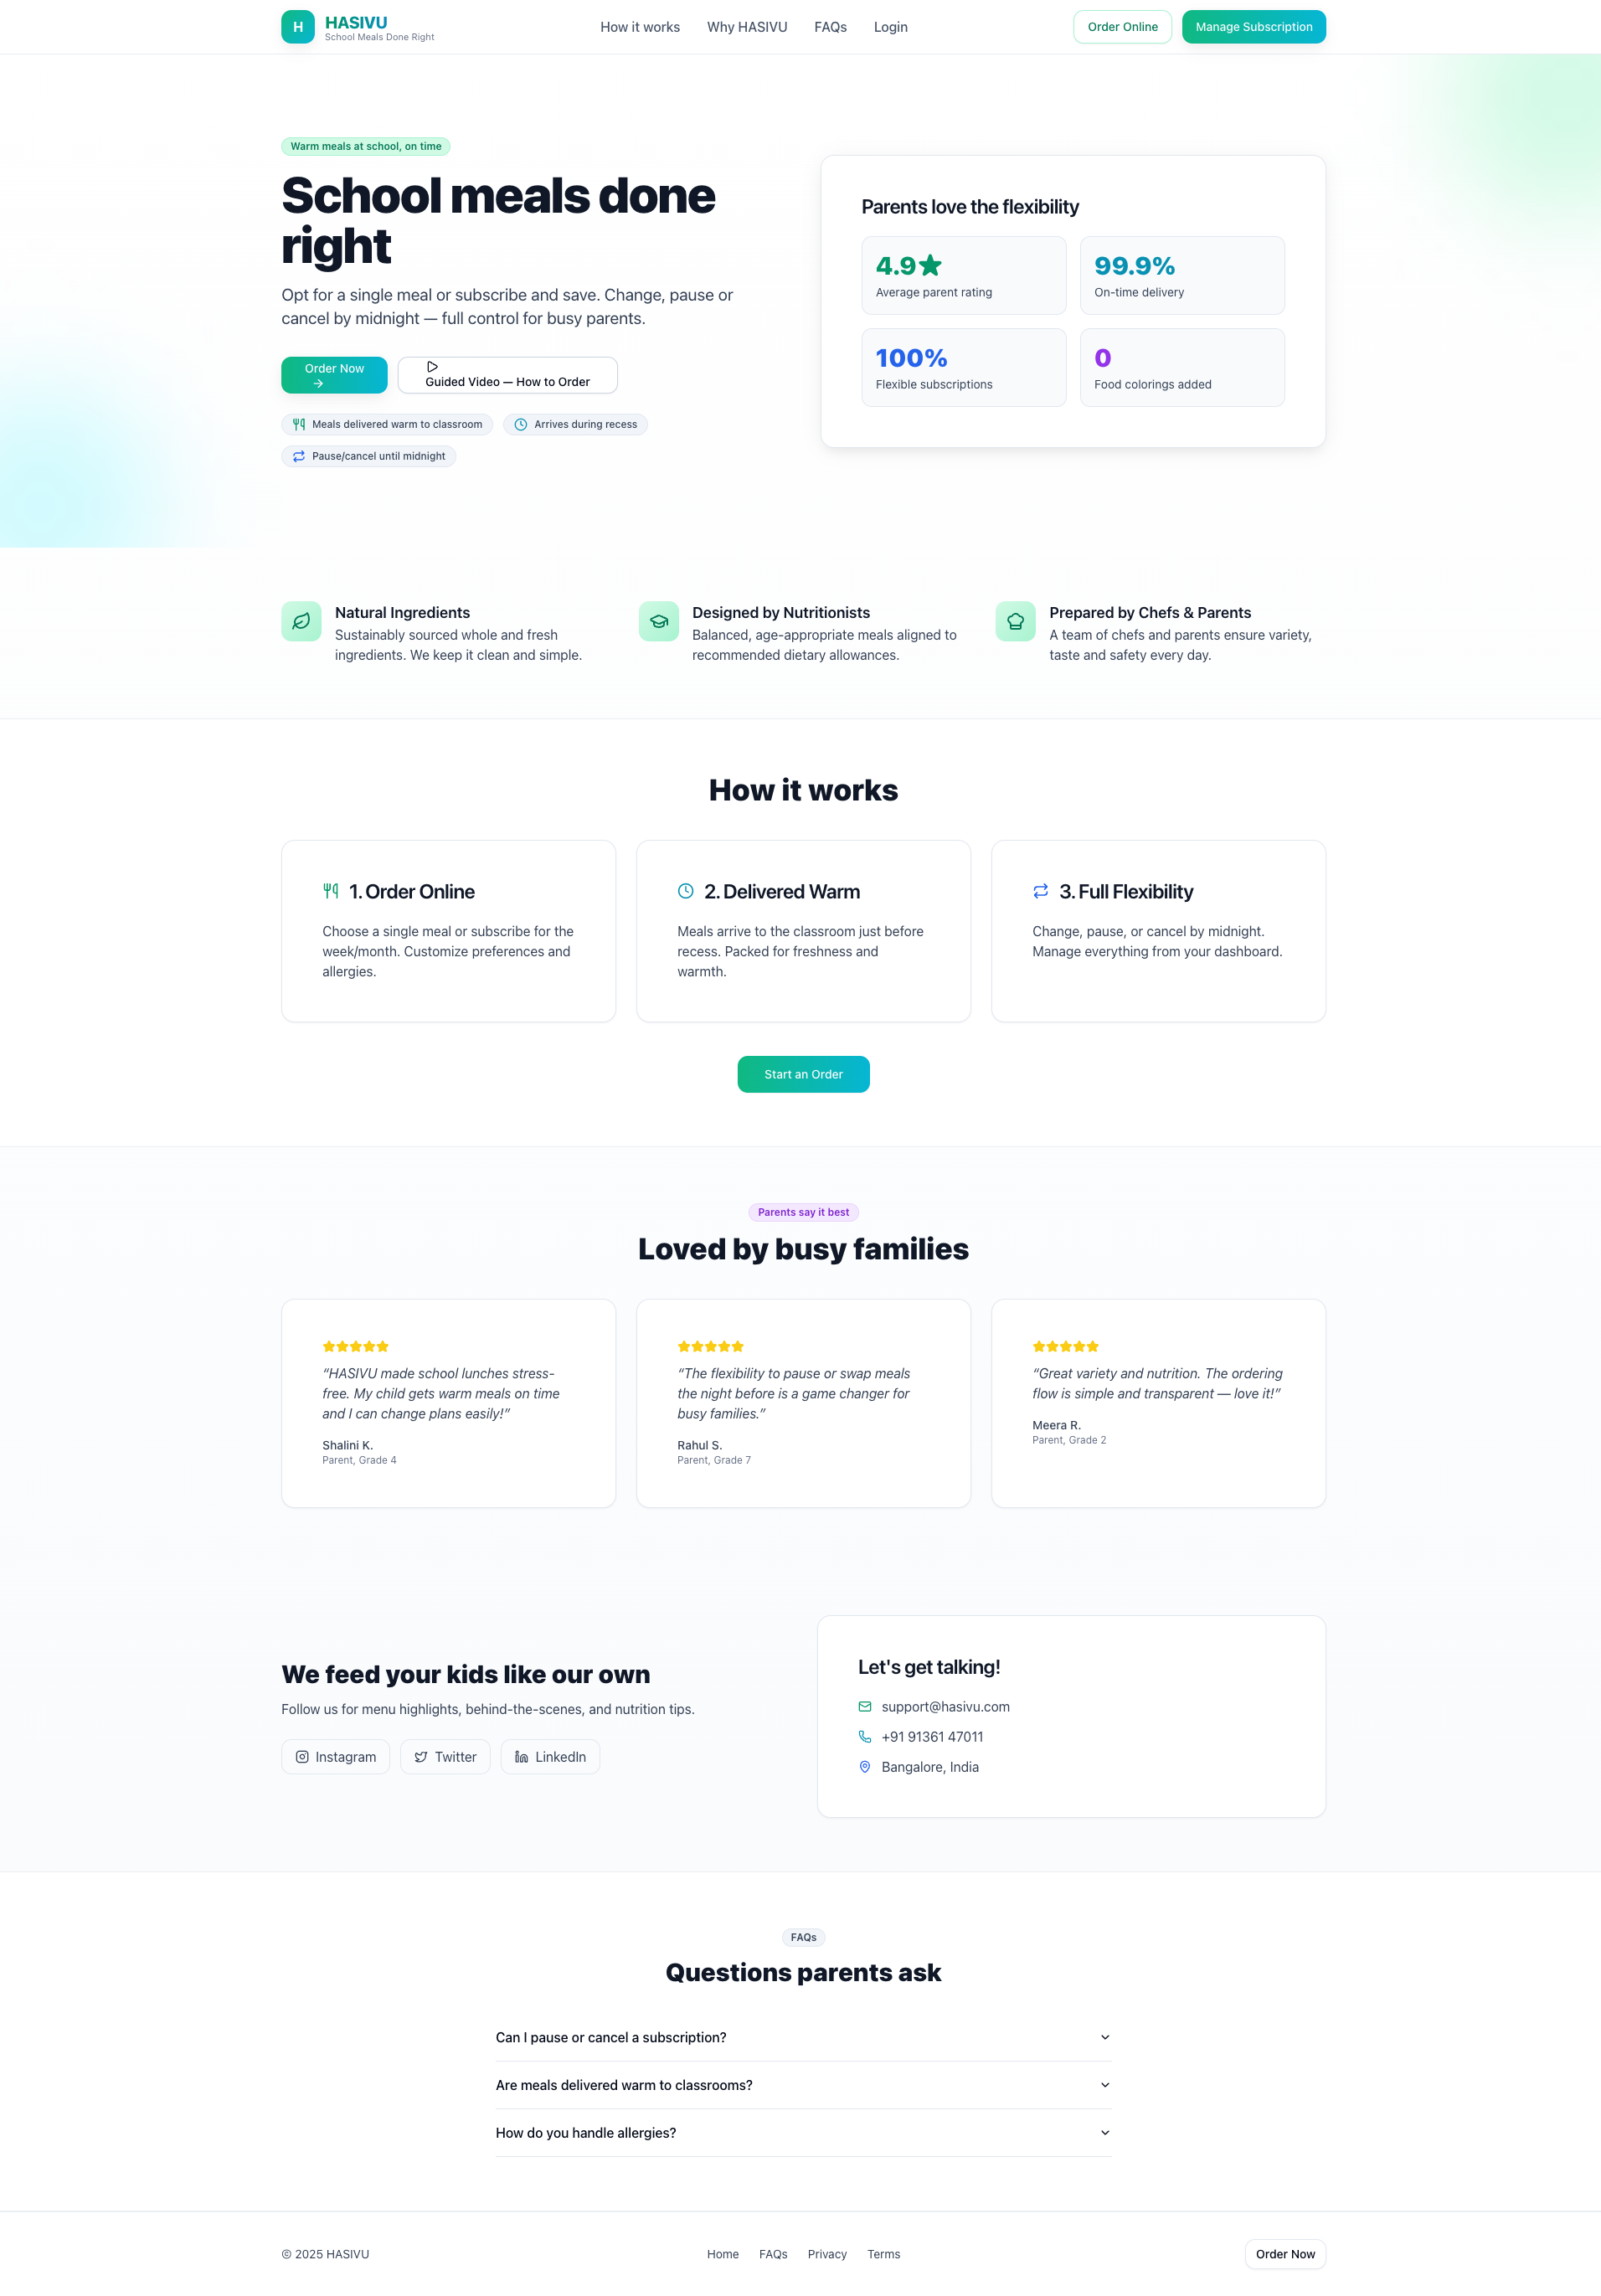 H
HASIVU
School Meals Done Right
How it works
Why HASIVU
FAQs
Login
Order Online
Manage Subscription
Warm meals at school, on time
School meals done
right
Opt for a single meal or subscribe and save. Change, pause or
cancel by midnight — full control for busy parents.
Order Now
Guided Video — How to Order
Meals delivered warm to classroom
Arrives during recess
Pause/cancel until midnight
Parents love the flexibility
4.9★
Average parent rating
99.9%
On-time delivery
100%
Flexible subscriptions
0
Food colorings added
Natural Ingredients
Sustainably sourced whole and fresh
ingredients. We keep it clean and simple.
Designed by Nutritionists
Balanced, age-appropriate meals aligned to
recommended dietary allowances.
Prepared by Chefs & Parents
A team of chefs and parents ensure variety,
taste and safety every day.
How it works
1. Order Online
Choose a single meal or subscribe for the
week/month. Customize preferences and
allergies.
2. Delivered Warm
Meals arrive to the classroom just before
recess. Packed for freshness and
warmth.
3. Full Flexibility
Change, pause, or cancel by midnight.
Manage everything from your dashboard.
Start an Order
Parents say it best
Loved by busy families
“HASIVU made school lunches stress-
free. My child gets warm meals on time
and I can change plans easily!”
Shalini K.
Parent, Grade 4
“The flexibility to pause or swap meals
the night before is a game changer for
busy families.”
Rahul S.
Parent, Grade 7
“Great variety and nutrition. The ordering
flow is simple and transparent — love it!”
Meera R.
Parent, Grade 2
We feed your kids like our own
Follow us for menu highlights, behind-the-scenes, and nutrition tips.
Instagram
Twitter
LinkedIn
Let's get talking!
support@hasivu.com
+91 91361 47011
Bangalore, India
FAQs
Questions parents ask
Can I pause or cancel a subscription?
Are meals delivered warm to classrooms?
How do you handle allergies?
© 2025 HASIVU
Home
FAQs
Privacy
Terms
Order Now